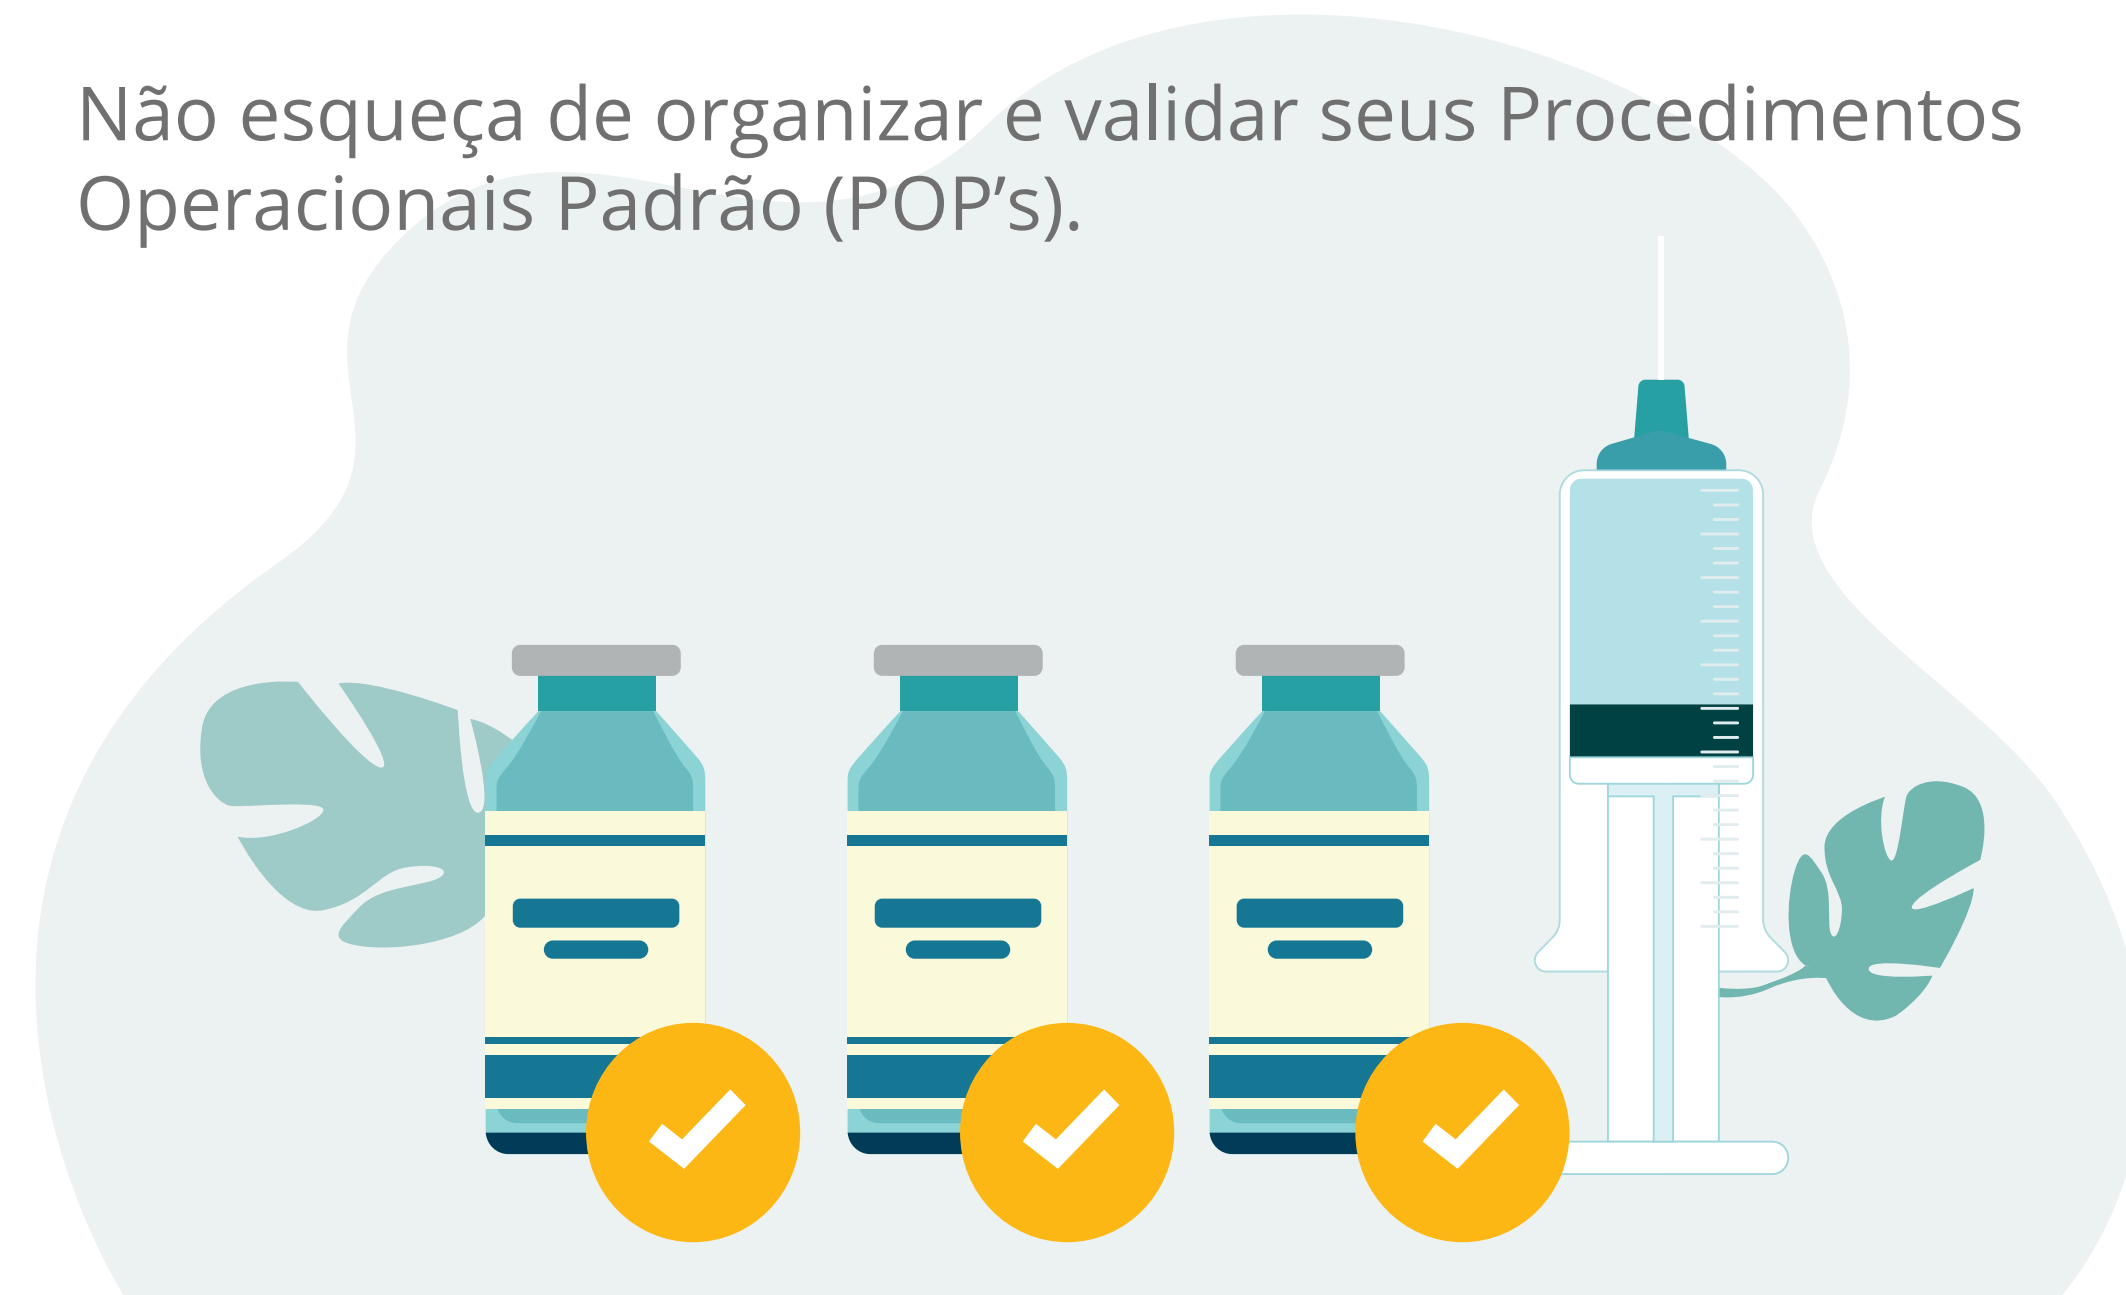 Não esqueça de organizar e validar seus Procedimentos
Operacionais Padrão (POP’s).